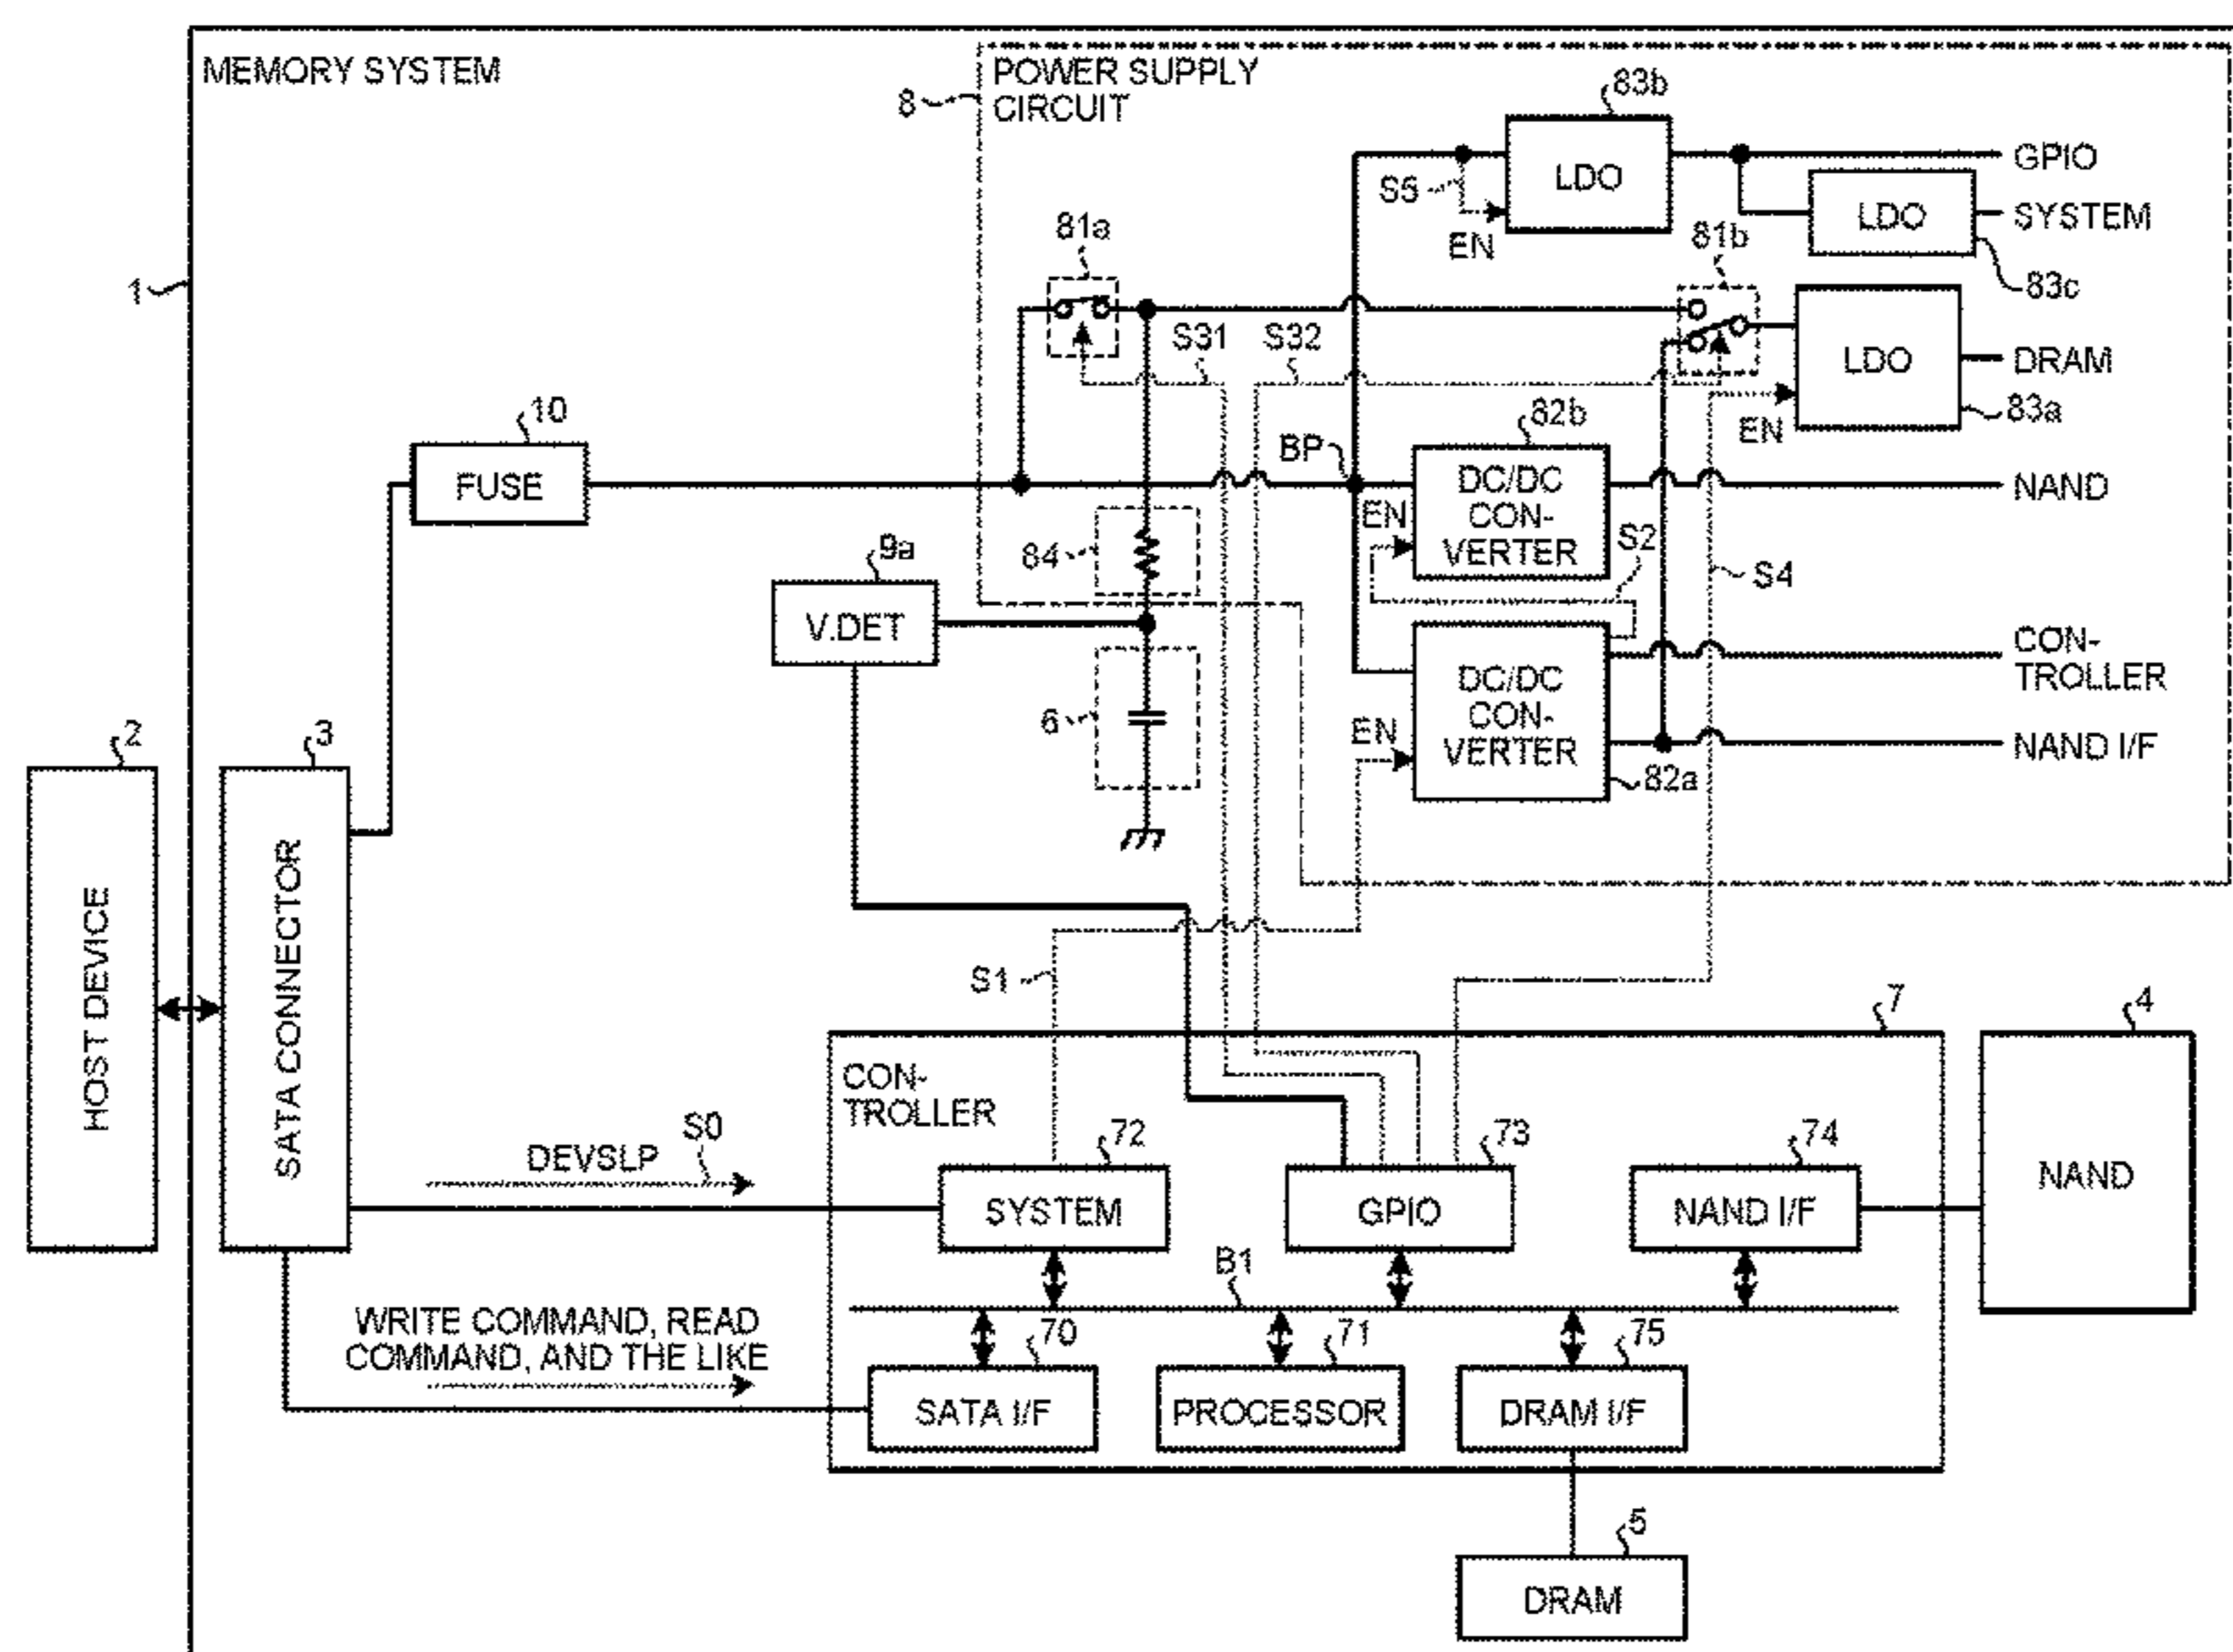 MEMORY SYSTEM
POWER SUPPLY
CIRCUIT
8
83b
LDO
GPIO
S5
EN
LDO
SYSTEM
83c
81a
81b
1
S31
S32
LDO
DRAM
83a
EN
10
FUSE
BP
82b
DC/DC
CON-
VERTER
EN
NAND
S2
S4
84
9a
V.DET
6
DC/DC
CON-
VERTER
EN
82a
CON-
TROLLER
NAND I/F
2
HOST DEVICE
3
SATA CONNECTOR
S1
7
4
NAND
CON-
TROLLER
DEVSLP
S0
72
SYSTEM
73
GPIO
74
NAND I/F
B1
WRITE COMMAND, READ
COMMAND, AND THE LIKE
70
SATA I/F
71
PROCESSOR
75
DRAM I/F
5
DRAM